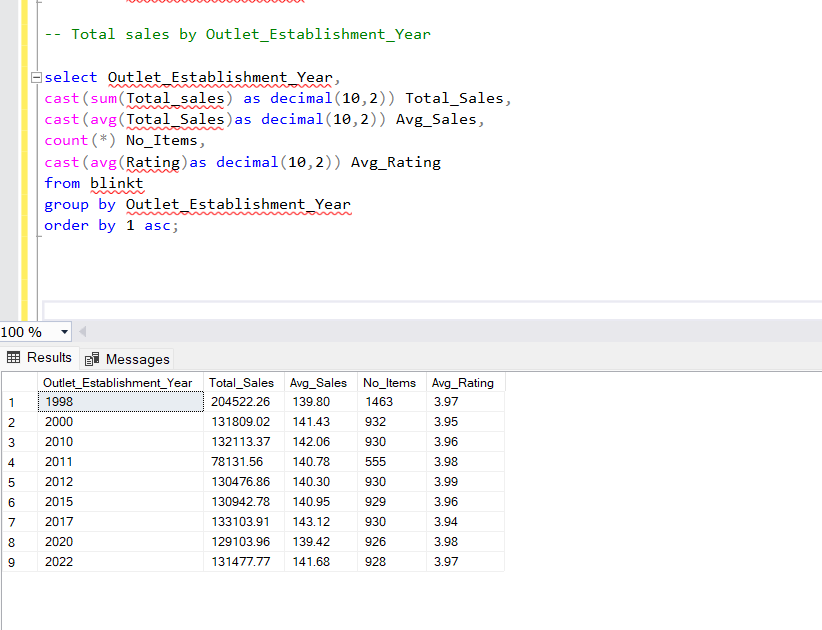 -- Total sales by Outlet_Establishment_Year
select Outlet_Establishment_Year,
cast(sum(Total_sales) as decimal(10,2)) Total_Sales,
cast(avg(Total_Sales)as decimal(10,2)) Avg_Sales,
count(*) No_Items,
cast(avg(Rating)as decimal(10,2)) Avg_Rating
from blinkt
group by Outlet_Establishment_Year
order by 1 asc;
100 %
Results Messages
Outlet_Establishment_Year Total_Sales Avg_Sales No_Items Avg_Rating
1 1998 204522.26 139.80 1463 3.97
2 2000 131809.02 141.43 932 3.95
3 2010 132113.37 142.06 930 3.96
4 2011 78131.56 140.78 555 3.98
5 2012 130476.86 140.30 930 3.99
6 2015 130942.78 140.95 929 3.96
7 2017 133103.91 143.12 930 3.94
8 2020 129103.96 139.42 926 3.98
9 2022 131477.77 141.68 928 3.97